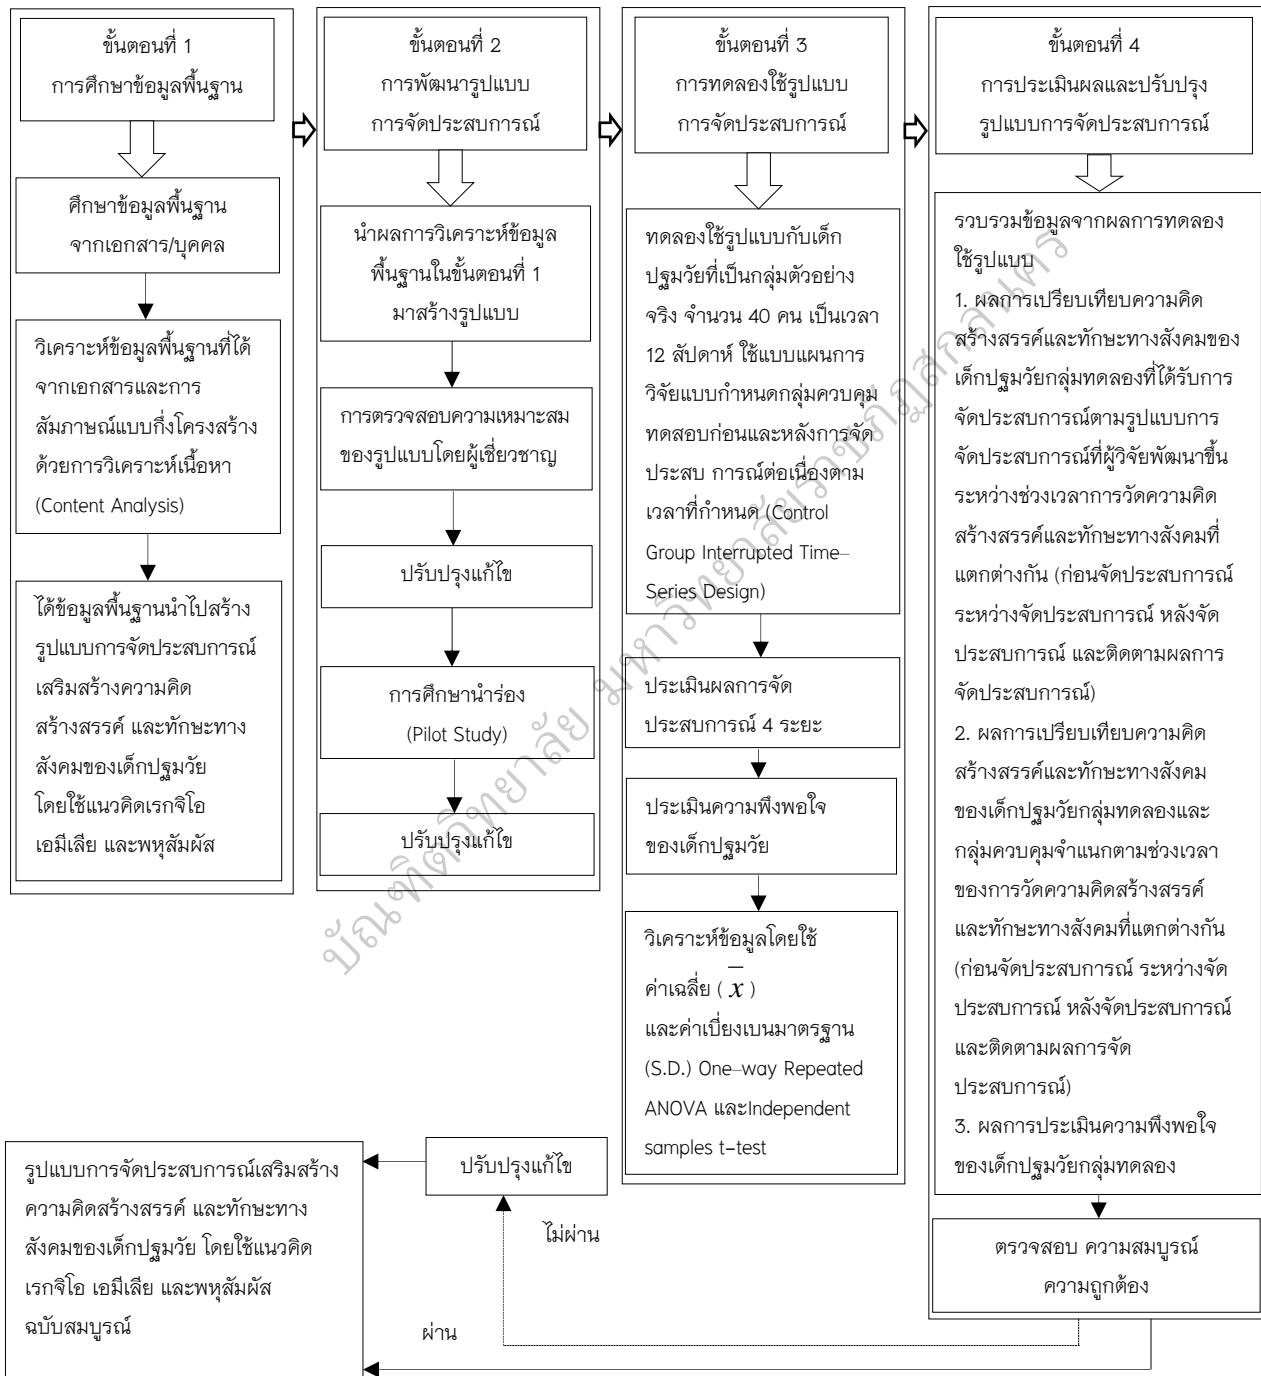 ขั้นตอนที่ 1
การศึกษาข้อมูลพื้นฐาน
ศึกษาข้อมูลพื้นฐาน
จากเอกสาร/บุคคล
วิเคราะห์ข้อมูลพื้นฐานที่ได้
จากเอกสารและการ
สัมภาษณ์แบบกึ่งโครงสร้าง
ด้วยการวิเคราะห์เนื้อหา
(Content Analysis)
ได้ข้อมูลพื้นฐานนำไปสร้าง
รูปแบบการจัดประสบการณ์
เสริมสร้างความคิด
สร้างสรรค์ และทักษะทาง
สังคมของเด็กปฐมวัย
โดยใช้แนวคิดเรกจิโอ
เอมีเลีย และพหุสัมผัส
ขั้นตอนที่ 2
การพัฒนารูปแบบ
การจัดประสบการณ์
นำผลการวิเคราะห์ข้อมูล
พื้นฐานในขั้นตอนที่ 1
มาสร้างรูปแบบ
การตรวจสอบความเหมาะสม
ของรูปแบบโดยผู้เชี่ยวชาญ
ปรับปรุงแก้ไข
การศึกษานำร่อง
(Pilot Study)
ปรับปรุงแก้ไข
ขั้นตอนที่ 3
การทดลองใช้รูปแบบ
การจัดประสบการณ์
ทดลองใช้รูปแบบกับเด็ก
ปฐมวัยที่เป็นกลุ่มตัวอย่าง
จริง จำนวน 40 คน เป็นเวลา
12 สัปดาห์ ใช้แบบแผนการ
วิจัยแบบกำหนดกลุ่มควบคุม
ทดสอบก่อนและหลังการจัด
ประสบ การณ์ต่อเนื่องตาม
เวลาที่กำหนด (Control
Group Interrupted Time–
Series Design)
ประเมินผลการจัด
ประสบการณ์ 4 ระยะ
ประเมินความพึงพอใจ
ของเด็กปฐมวัย
วิเคราะห์ข้อมูลโดยใช้
ค่าเฉลี่ย ( x̄ )
และค่าเบี่ยงเบนมาตรฐาน
(S.D.) One–way Repeated
ANOVA และIndependent
samples t–test
ขั้นตอนที่ 4
การประเมินผลและปรับปรุง
รูปแบบการจัดประสบการณ์
รวบรวมข้อมูลจากผลการทดลอง
ใช้รูปแบบ
1. ผลการเปรียบเทียบความคิด
สร้างสรรค์และทักษะทางสังคมของ
เด็กปฐมวัยกลุ่มทดลองที่ได้รับการ
จัดประสบการณ์ตามรูปแบบการ
จัดประสบการณ์ที่ผู้วิจัยพัฒนาขึ้น
ระหว่างช่วงเวลาการวัดความคิด
สร้างสรรค์และทักษะทางสังคมที่
แตกต่างกัน (ก่อนจัดประสบการณ์
ระหว่างจัดประสบการณ์ หลังจัด
ประสบการณ์ และติดตามผลการ
จัดประสบการณ์)
2. ผลการเปรียบเทียบความคิด
สร้างสรรค์และทักษะทางสังคม
ของเด็กปฐมวัยกลุ่มทดลองและ
กลุ่มควบคุมจำแนกตามช่วงเวลา
ของการวัดความคิดสร้างสรรค์
และทักษะทางสังคมที่แตกต่างกัน
(ก่อนจัดประสบการณ์ ระหว่างจัด
ประสบการณ์ หลังจัดประสบการณ์
และติดตามผลการจัด
ประสบการณ์)
3. ผลการประเมินความพึงพอใจ
ของเด็กปฐมวัยกลุ่มทดลอง
ตรวจสอบ ความสมบูรณ์
ความถูกต้อง
ปรับปรุงแก้ไข
ไม่ผ่าน
ผ่าน
รูปแบบการจัดประสบการณ์เสริมสร้าง
ความคิดสร้างสรรค์ และทักษะทาง
สังคมของเด็กปฐมวัย โดยใช้แนวคิด
เรกจิโอ เอมีเลีย และพหุสัมผัส
ฉบับสมบูรณ์
บัณฑิตวิทยาลัย มหาวิทยาลัยราชภัฏสกลนคร